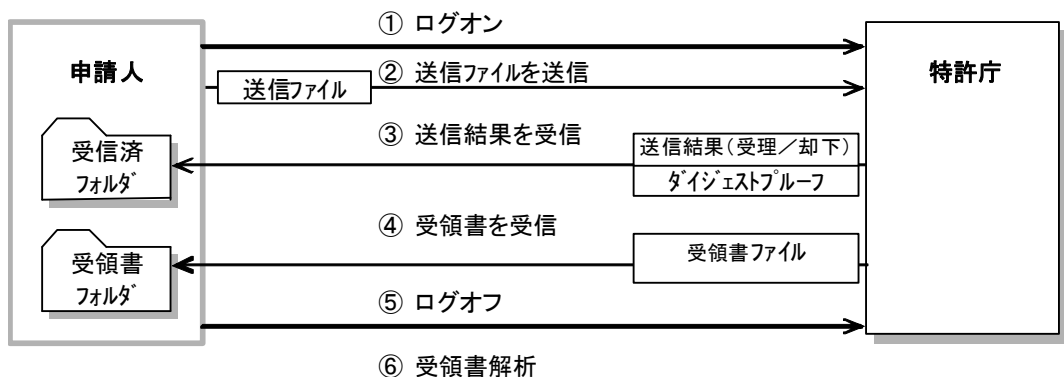 ① ログオン
申請人
特許庁
② 送信ファイルを送信
送信ファイル
③ 送信結果を受信
送信結果(受理/却下)
ダイジェストプルーフ
受信済
フォルダ
④ 受領書を受信
受領書ファイル
受領書
フォルダ
⑤ ログオフ
⑥ 受領書解析